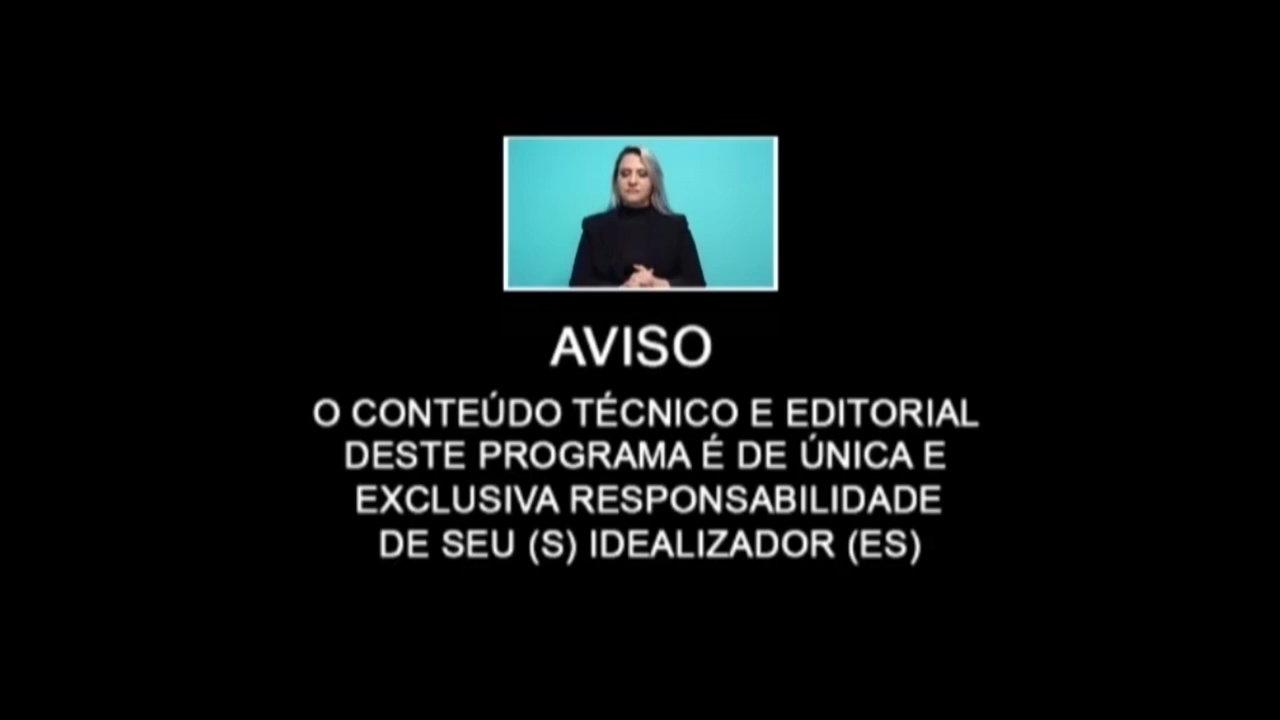 AVISO
O CONTEÚDO TÉCNICO E EDITORIAL
DESTE PROGRAMA É DE ÚNICA E
EXCLUSIVA RESPONSABILIDADE
DE SEU (S) IDEALIZADOR (ES)